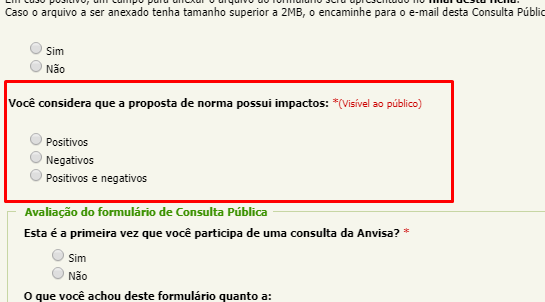 Em caso positivo, um campo para anexar o arquivo ao formulário será apresentado no final desta ficha.
Caso o arquivo a ser anexado tenha tamanho superior a 2MB, o encaminhe para o e-mail desta Consulta Públic
Sim
Não
Você considera que a proposta de norma possui impactos: *(Visível ao público)
Positivos
Negativos
Positivos e negativos
Avaliação do formulário de Consulta Pública
Esta é a primeira vez que você participa de uma consulta da Anvisa? *
Sim
Não
O que você achou deste formulário quanto a: